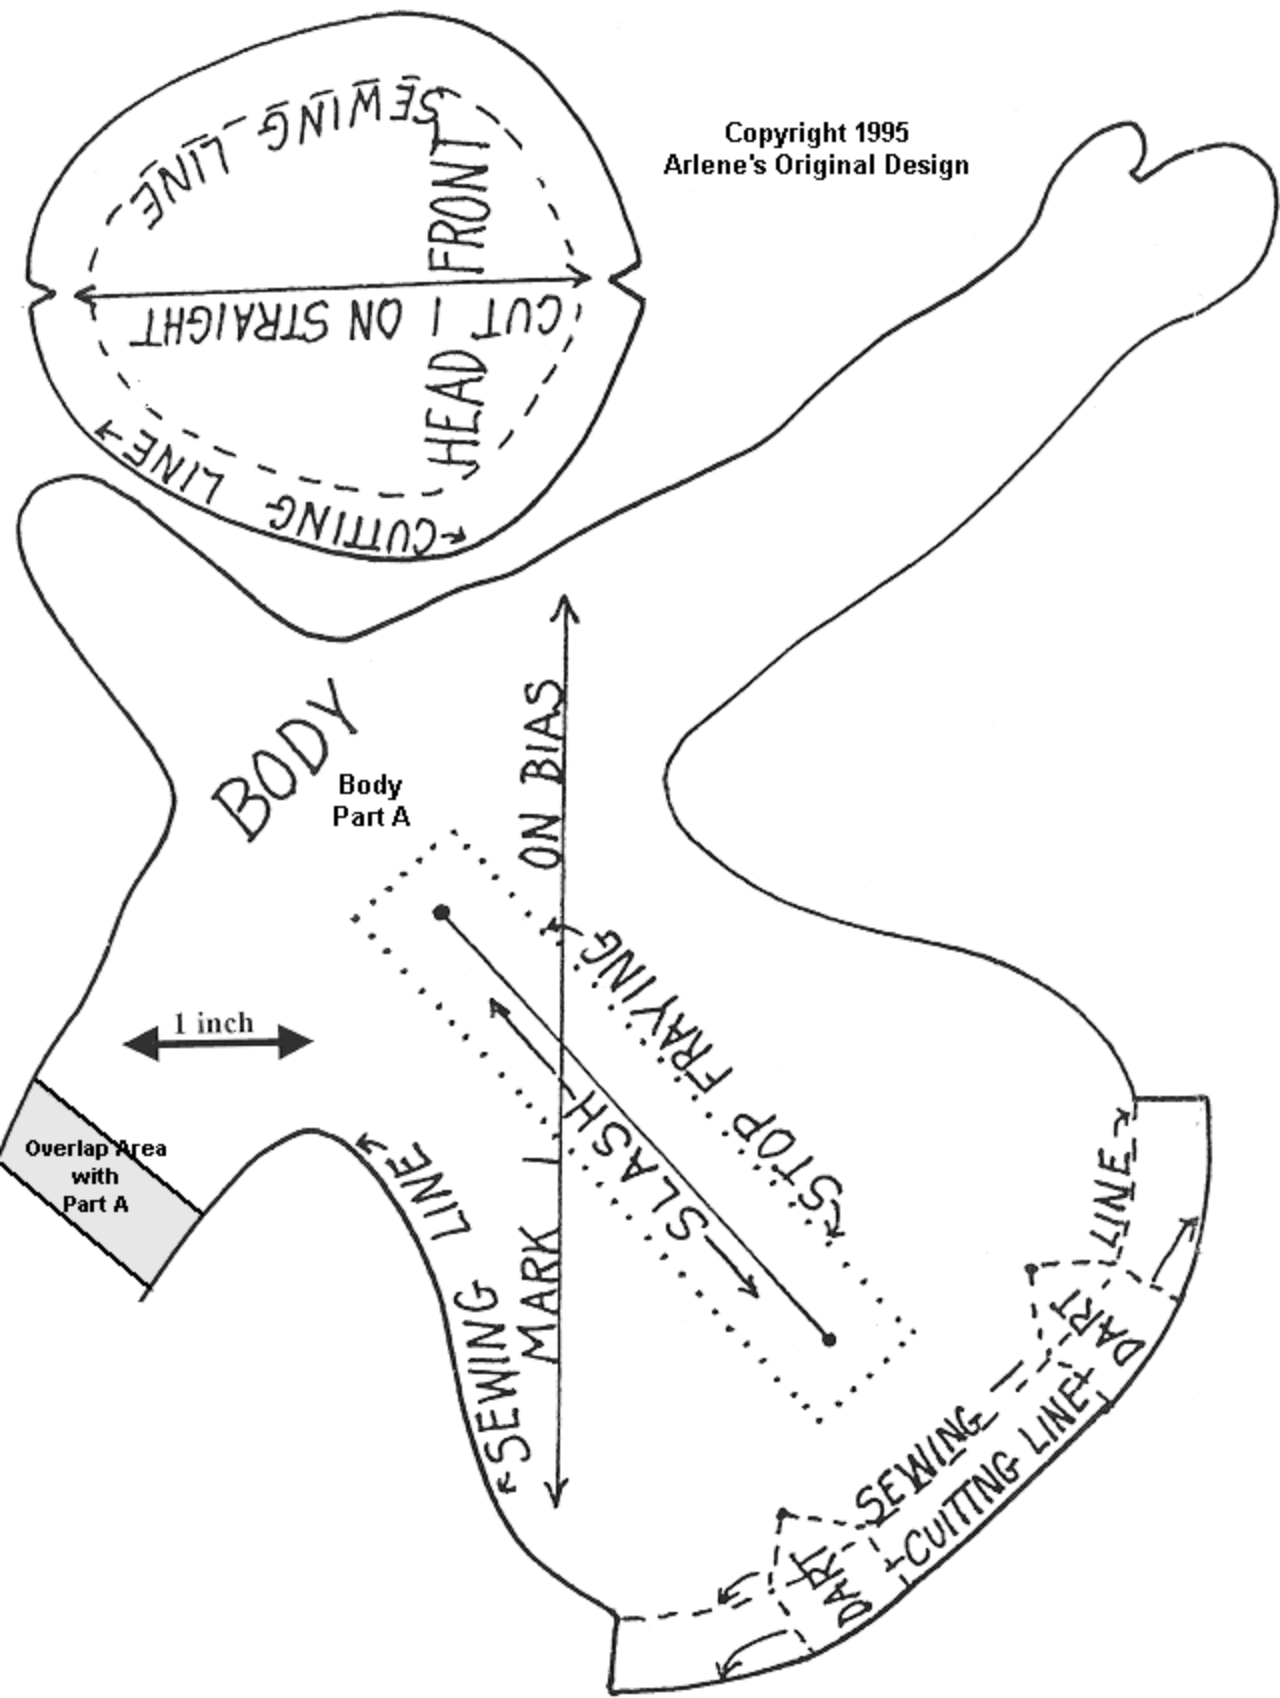 Copyright 1995
Arlene's Original Design
SEWING LINE
HEAD FRONT
CUT 1 ON STRAIGHT
CUTTING LINE
BODY
Body
Part A
ON BIAS
MARK 1
STOP FRAYING
SLASH
1 inch
Overlap Area
with
Part A
SEWING LINE
LINE
DART
SEWING
CUTTING LINE
DART